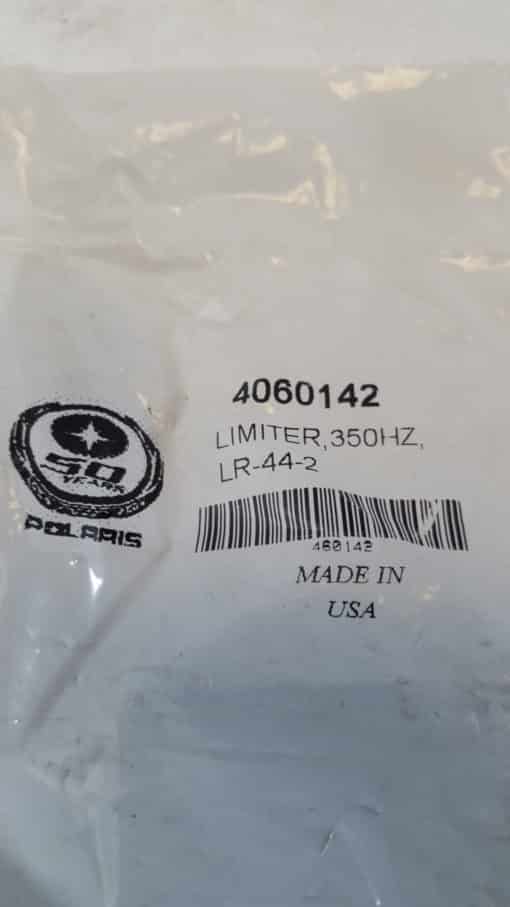 4060142
LIMITER,350HZ,
LR-44-2
460142
MADE IN
USA
50
YEARS
POLARIS